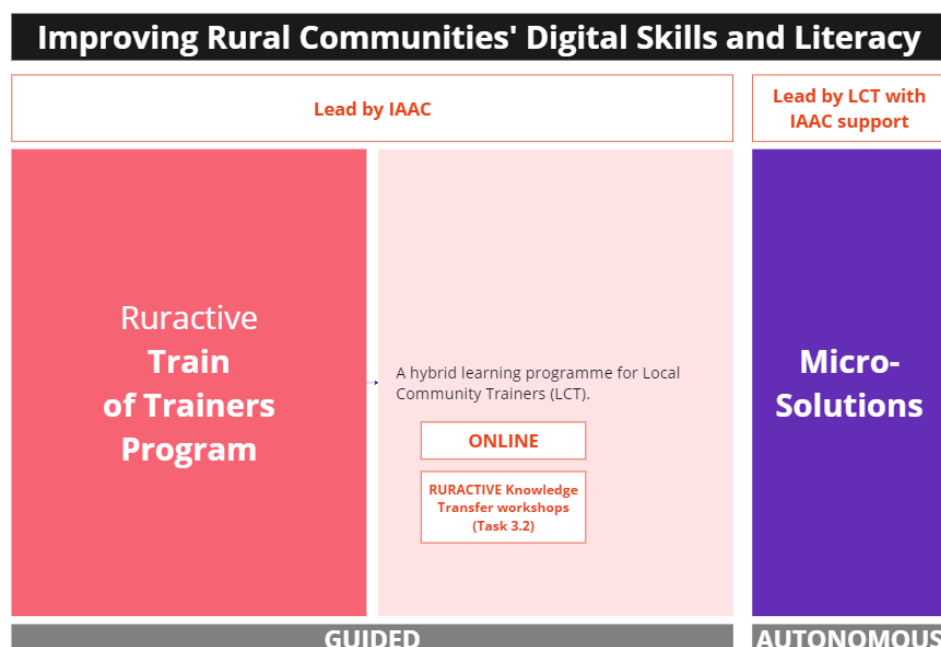 Improving Rural Communities' Digital Skills and Literacy
Lead by IAAC
Lead by LCT with
IAAC support
Ruractive
Train
of Trainers
Program
A hybrid learning programme for Local
Community Trainers (LCT).
ONLINE
RURACTIVE Knowledge
Transfer workshops
(Task 3.2)
Micro-
Solutions
GUIDED
AUTONOMOUS